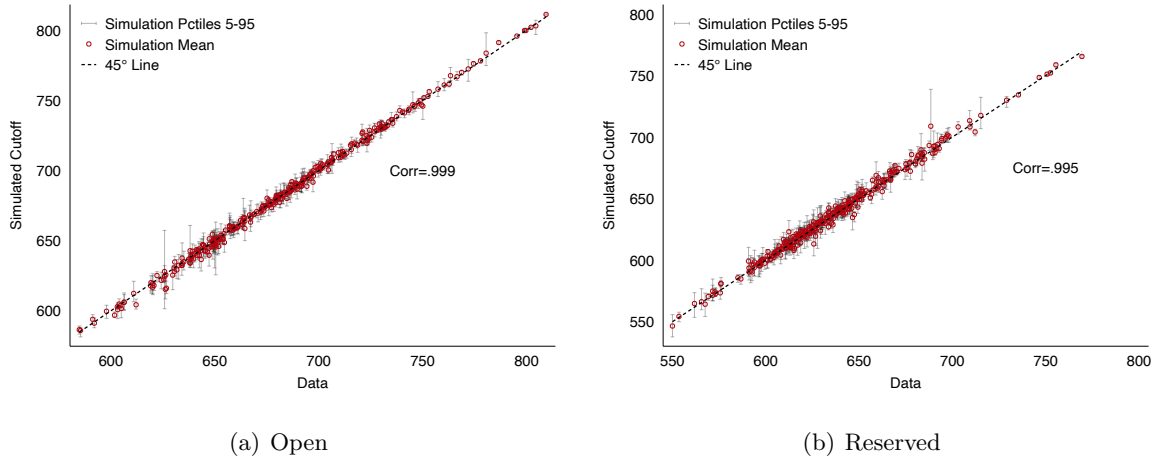 Simulation Pctiles 5-95
Simulation Mean
45° Line
Corr=.999
Simulated Cutoff
800
750
700
650
600
600
650
700
750
800
Data
(a) Open
Simulation Pctiles 5-95
Simulation Mean
45° Line
Corr=.995
Simulated Cutoff
800
750
700
650
600
550
550
600
650
700
750
800
Data
(b) Reserved